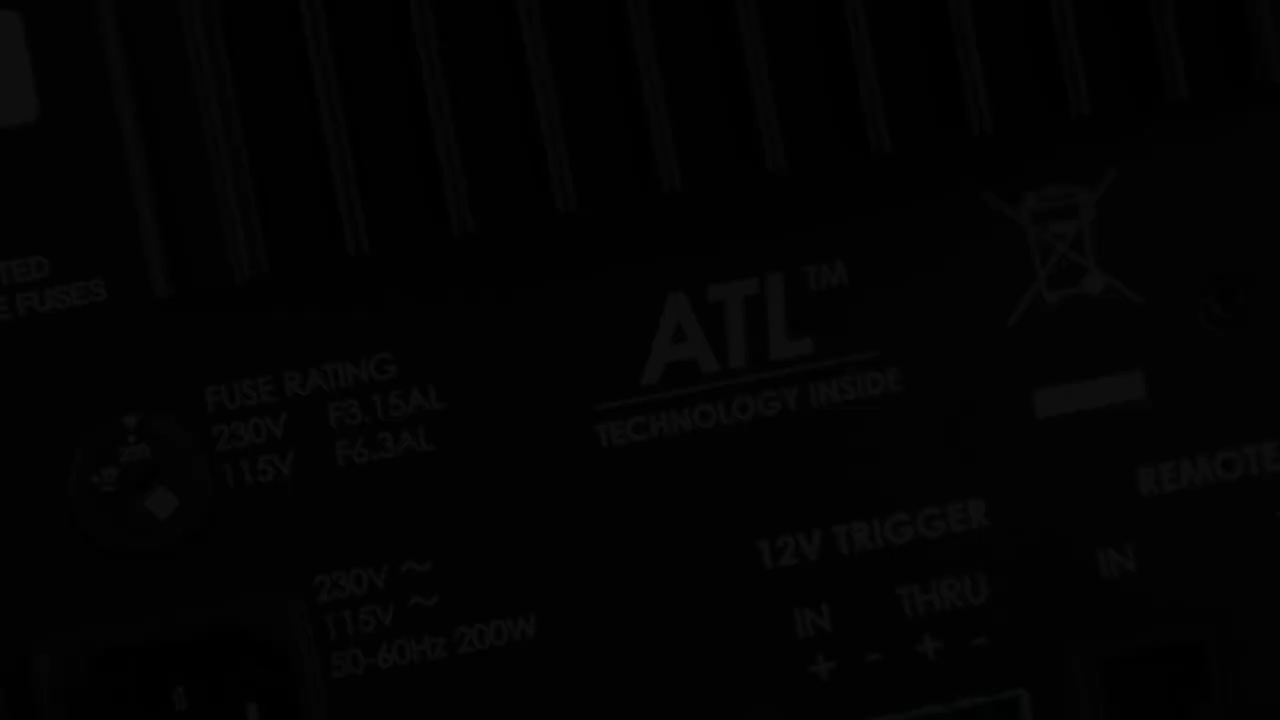 TED
E FUSES
FUSE RATING
230V F3.15AL
115V F6.3AL
ATL™
TECHNOLOGY INSIDE
230V ~
115V ~
50-60Hz 200W
12V TRIGGER
IN THRU
+ - + -
REMOTE
IN